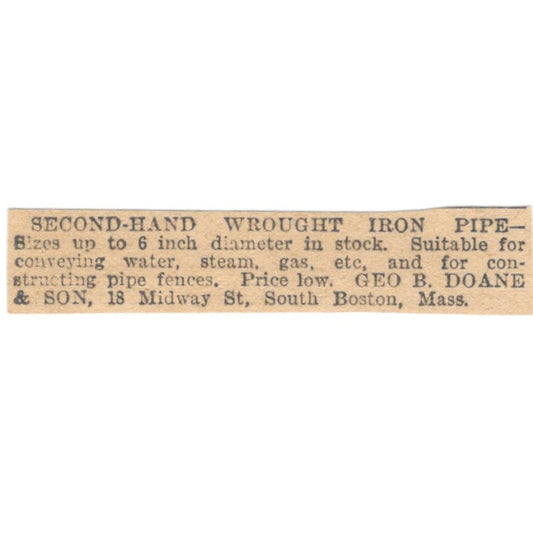 SECOND-HAND WROUGHT IRON PIPE—
Sizes up to 6 inch diameter in stock. Suitable for
conveying water, steam, gas, etc, and for con-
structing pipe fences. Price low. GEO B. DOANE
& SON, 18 Midway St, South Boston, Mass.